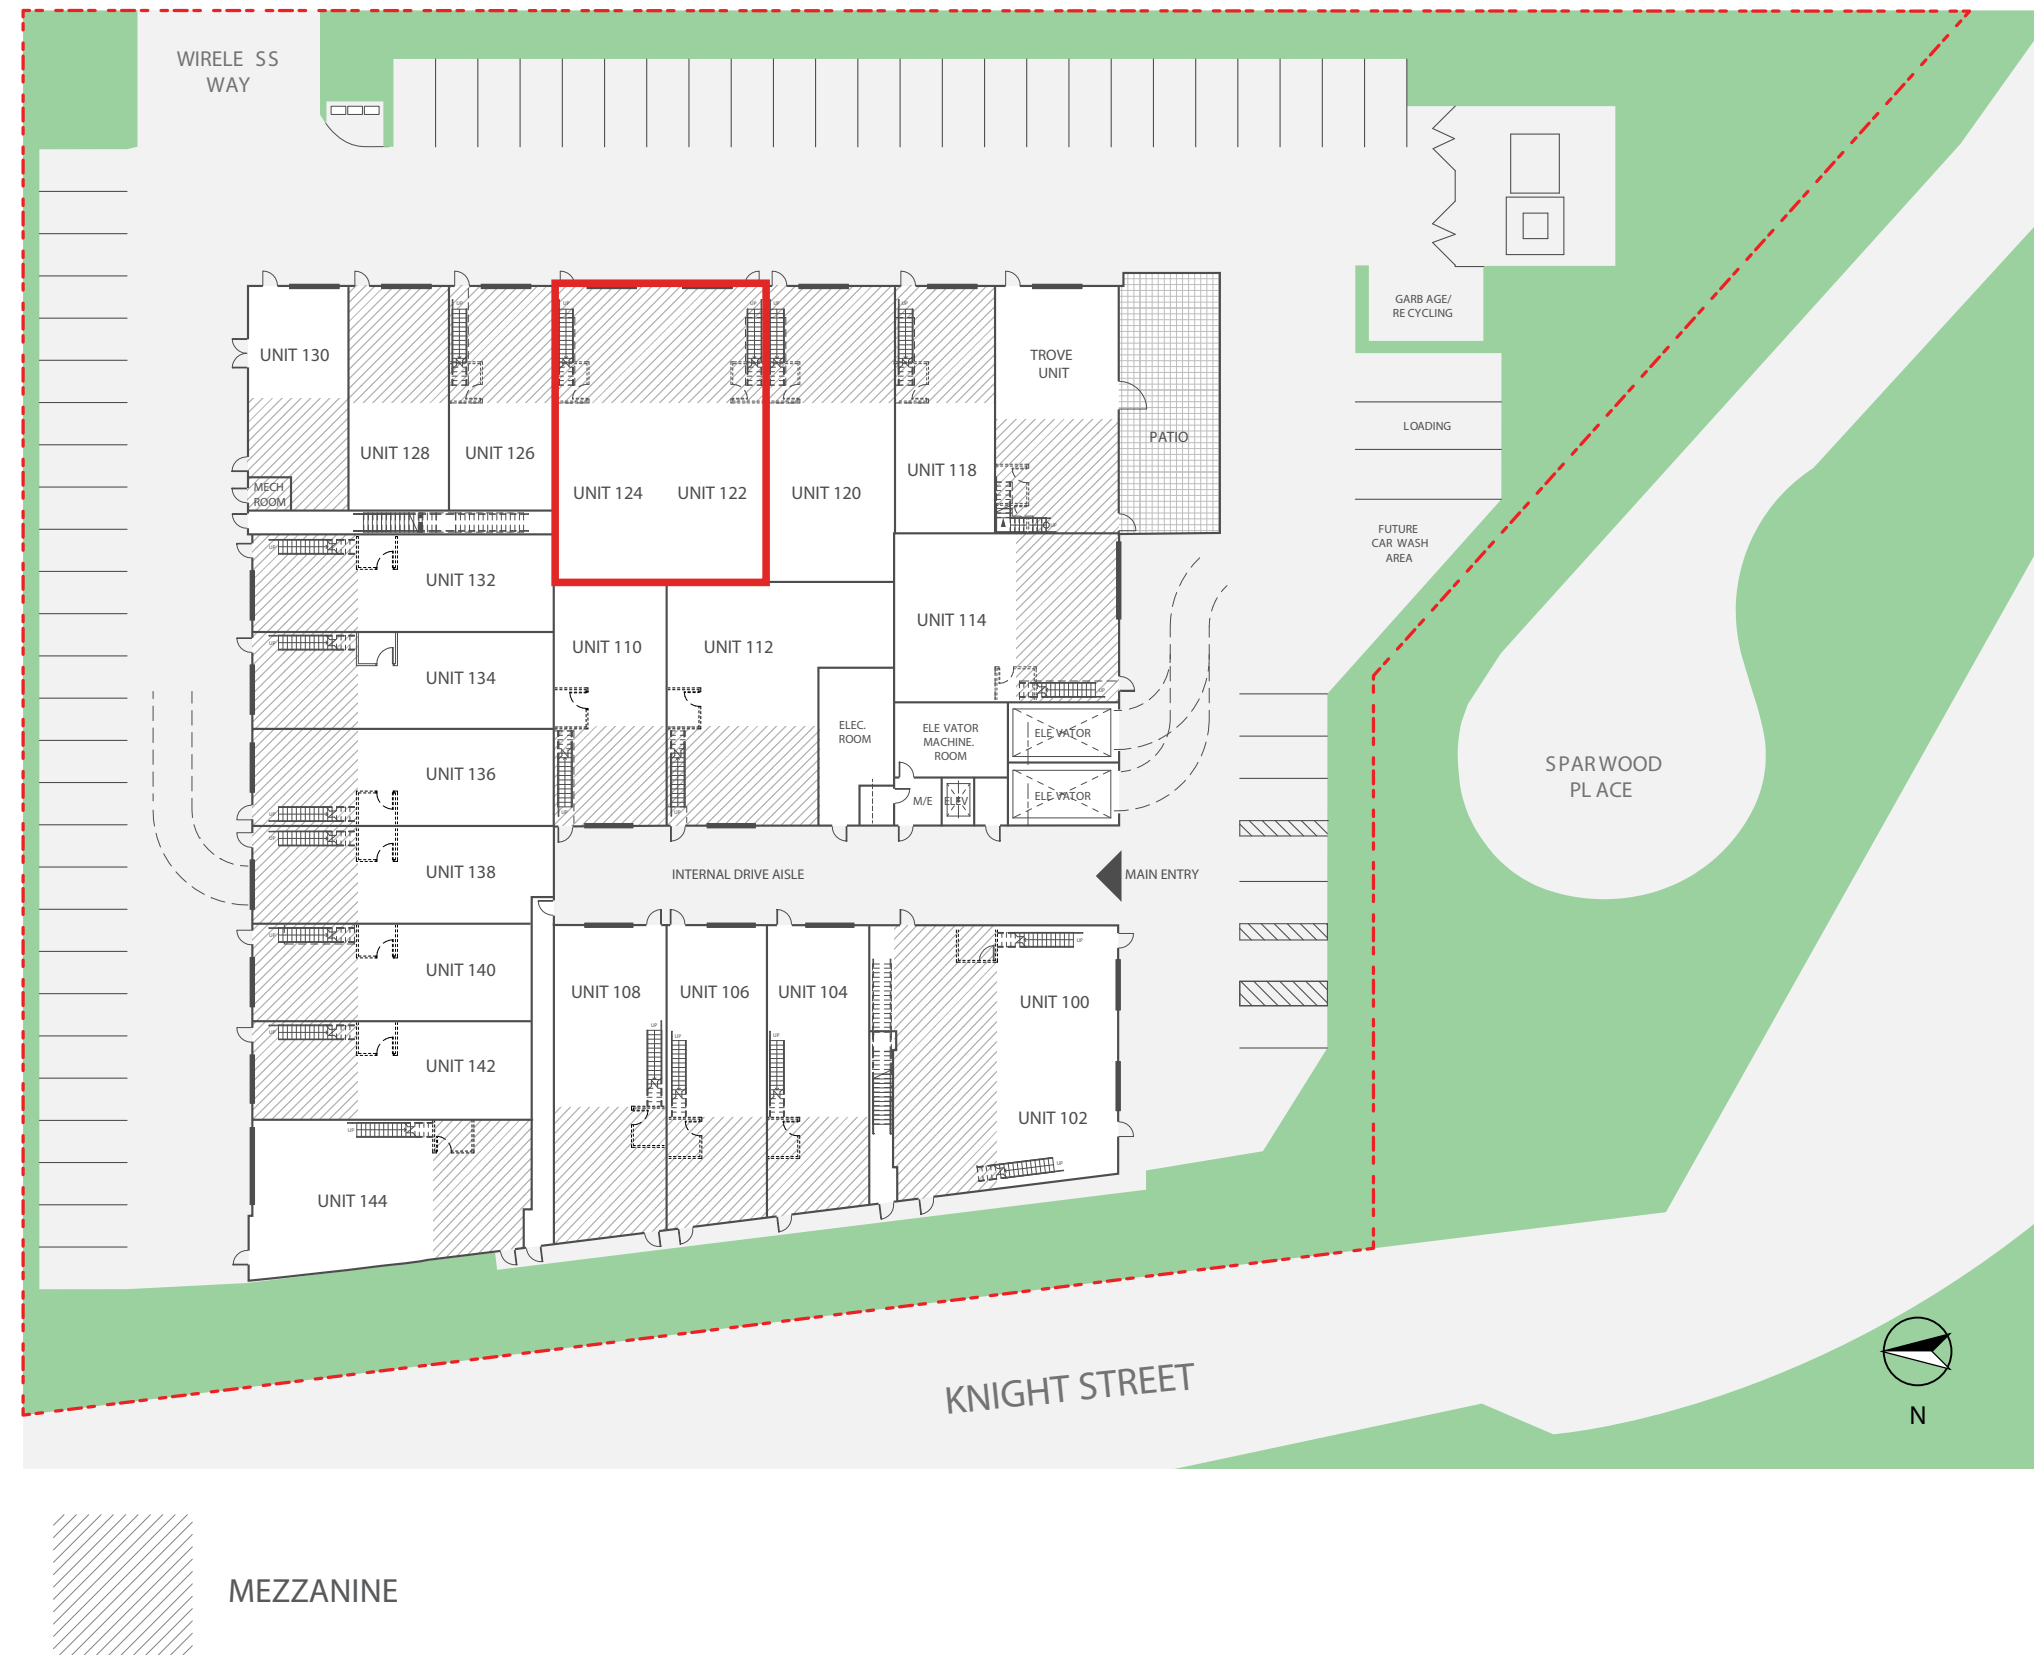 WIRELE SS
WAY
GARB AGE/
RE CYCLING
UNIT 130
TROVE
UNIT
LOADING
PATIO
UNIT 128
UNIT 126
UNIT 118
MECH
ROOM
UNIT 124
UNIT 122
UNIT 120
FUTURE
CAR WASH
AREA
UNIT 132
UNIT 114
UNIT 110
UNIT 112
UNIT 134
ELEC.
ROOM
ELE VATOR
MACHINE.
ROOM
ELE VATOR
UNIT 136
SPARWOOD
PL ACE
M/E
ELEV
ELE VATOR
UNIT 138
INTERNAL DRIVE AISLE
MAIN ENTRY
UNIT 140
UNIT 108
UNIT 106
UNIT 104
UNIT 100
UNIT 142
UNIT 102
UNIT 144
KNIGHT STREET
N
MEZZANINE